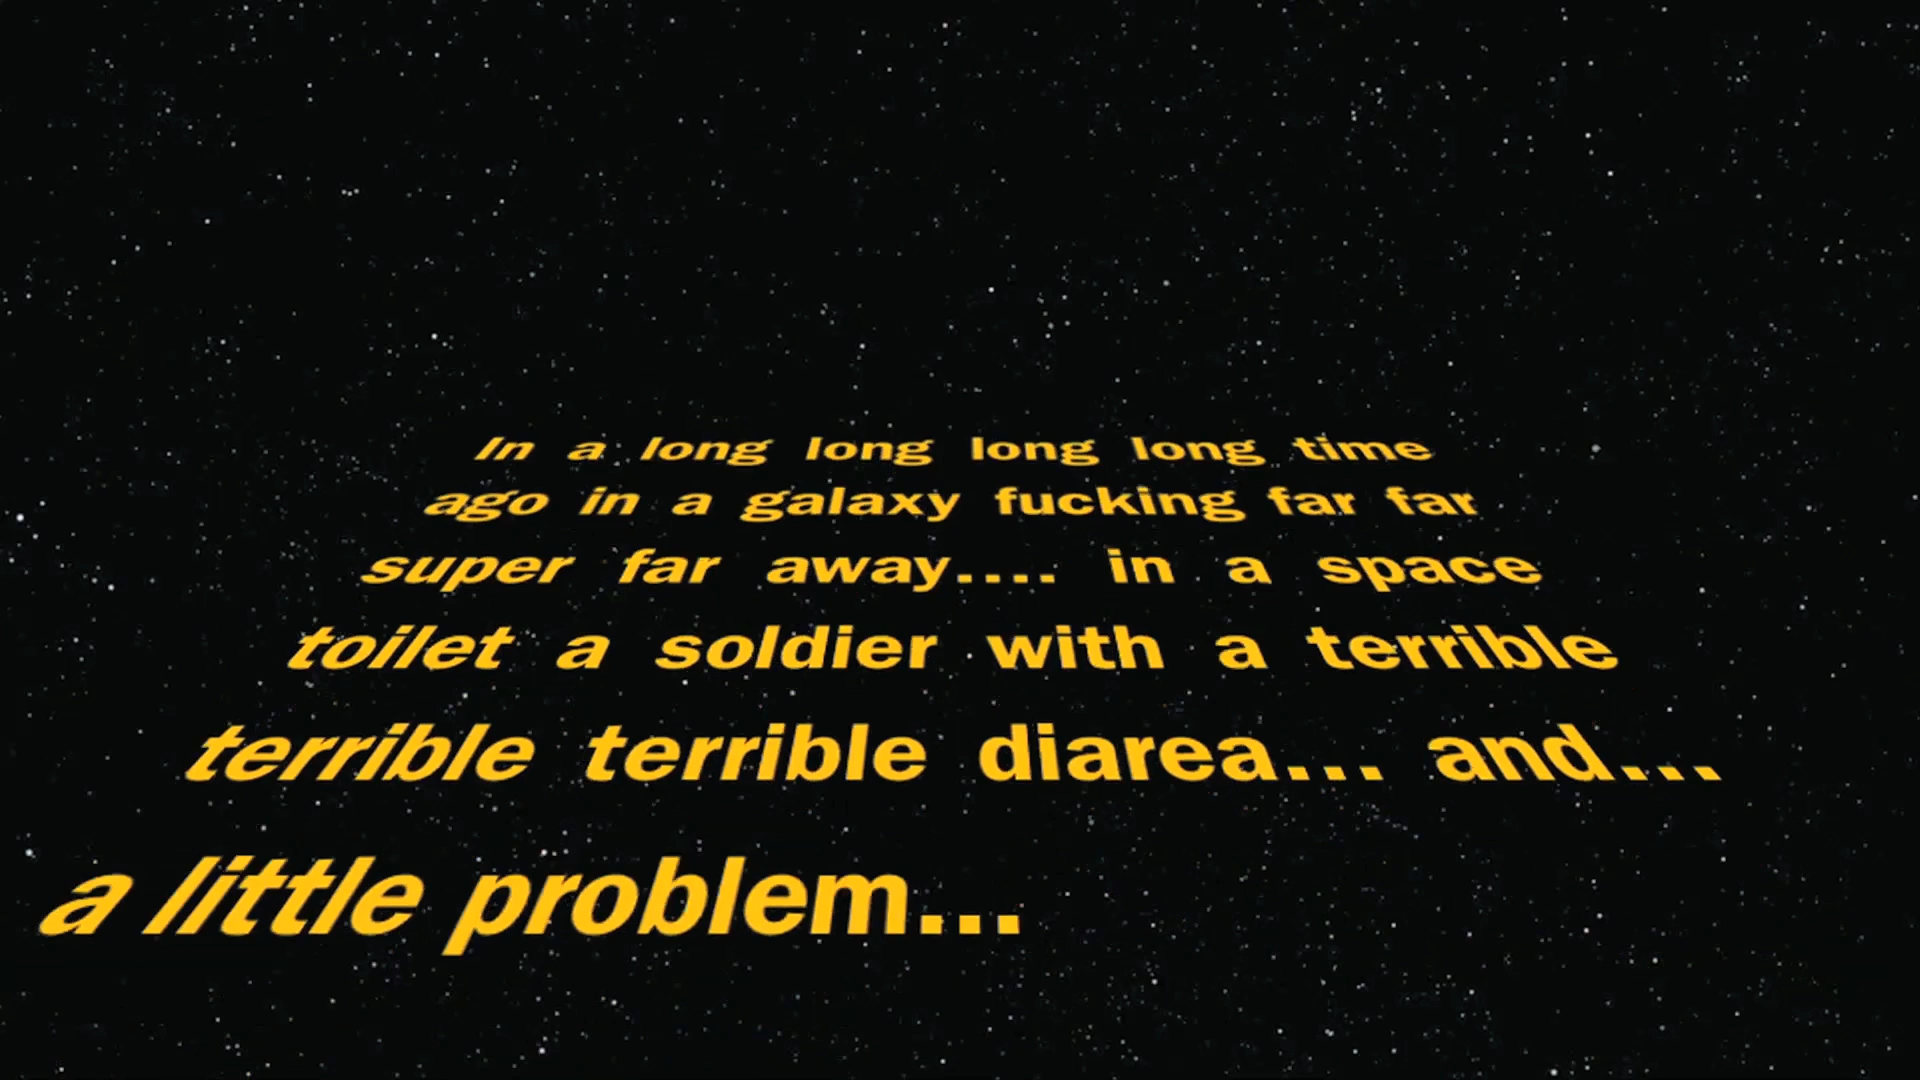 In a long long long long time
ago in a galaxy fucking far far
super far away.... in a space
toilet a soldier with a terrible
terrible terrible diarea... and...
a little problem...